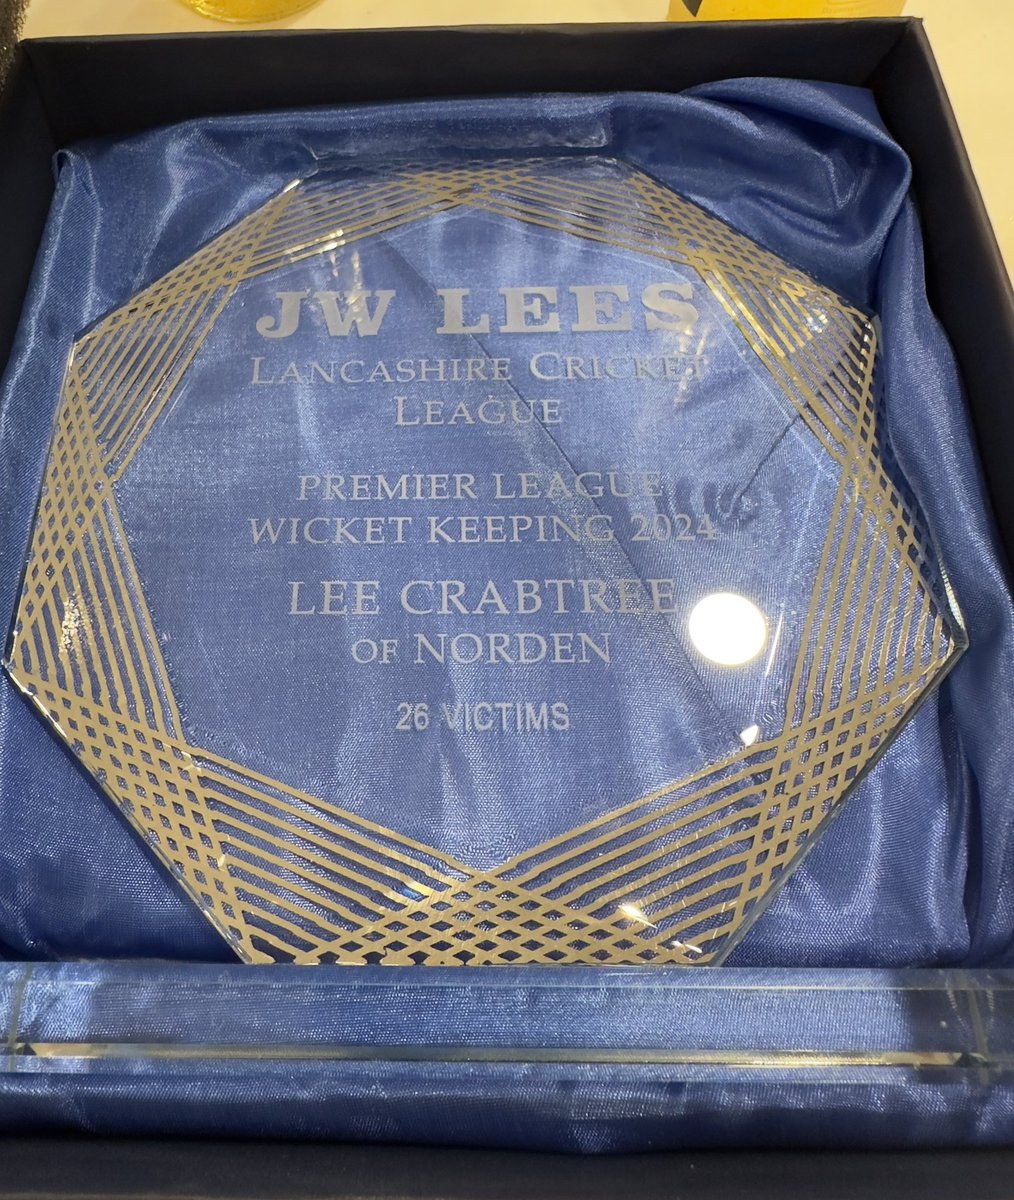 JW LEES
LANCASHIRE CRICKET
LEAGUE
PREMIER LEAGUE
WICKET KEEPING 2024
LEE CRABTREE
OF NORDEN
26 VICTIMS